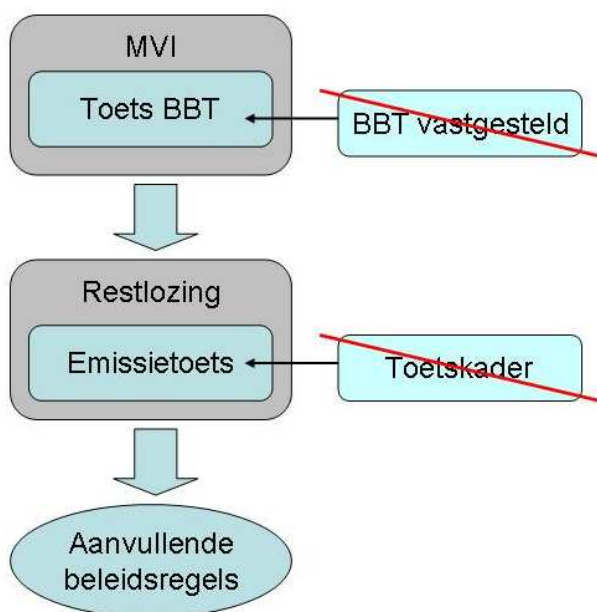 MVI
Toets BBT
BBT vastgesteld
Restlozing
Emissietoets
Toetskader
Aanvullende
beleidsregels